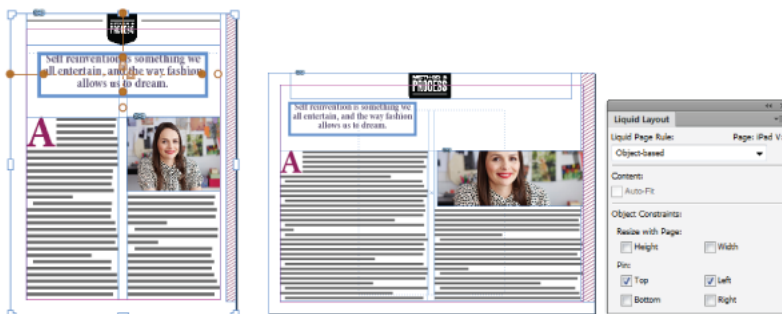 PROCESS
Self reinvention is something we
all entertain, and the way fashion
allows us to dream.
A
PROCESS
Self reinvention is something we
all entertain, and the way fashion
allows us to dream.
A
Liquid Layout
Liquid Page Rule:
Page: iPad V
Object-based
Content:
Auto-Fit
Object Constraints:
Resize with Page:
Height
Width
Pin:
Top
Left
Bottom
Right